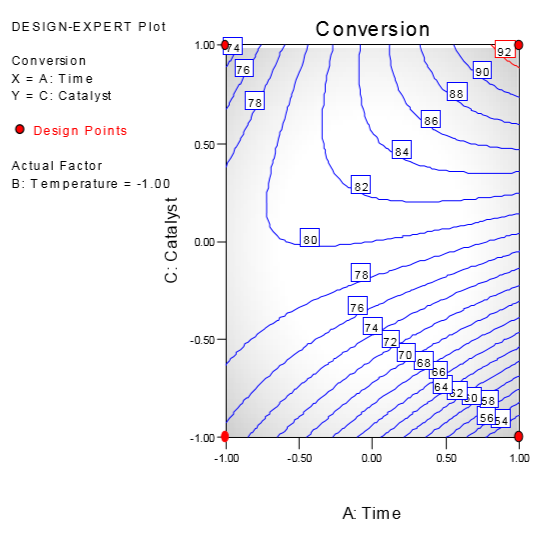 DESIGN-EXPERT Plot
Conversion
X = A: Time
Y = C: Catalyst
Design Points
Actual Factor
B: Temperature = -1.00
Conversion
A: Time
C: Catalyst
-1.00 -0.50 0.00 0.50 1.00
-1.00
-0.50
0.00
0.50
1.00
74
76
78
80
82
84
86
88
90
92
78
76
74
72
70
68
66
64
62
60
58
56
54